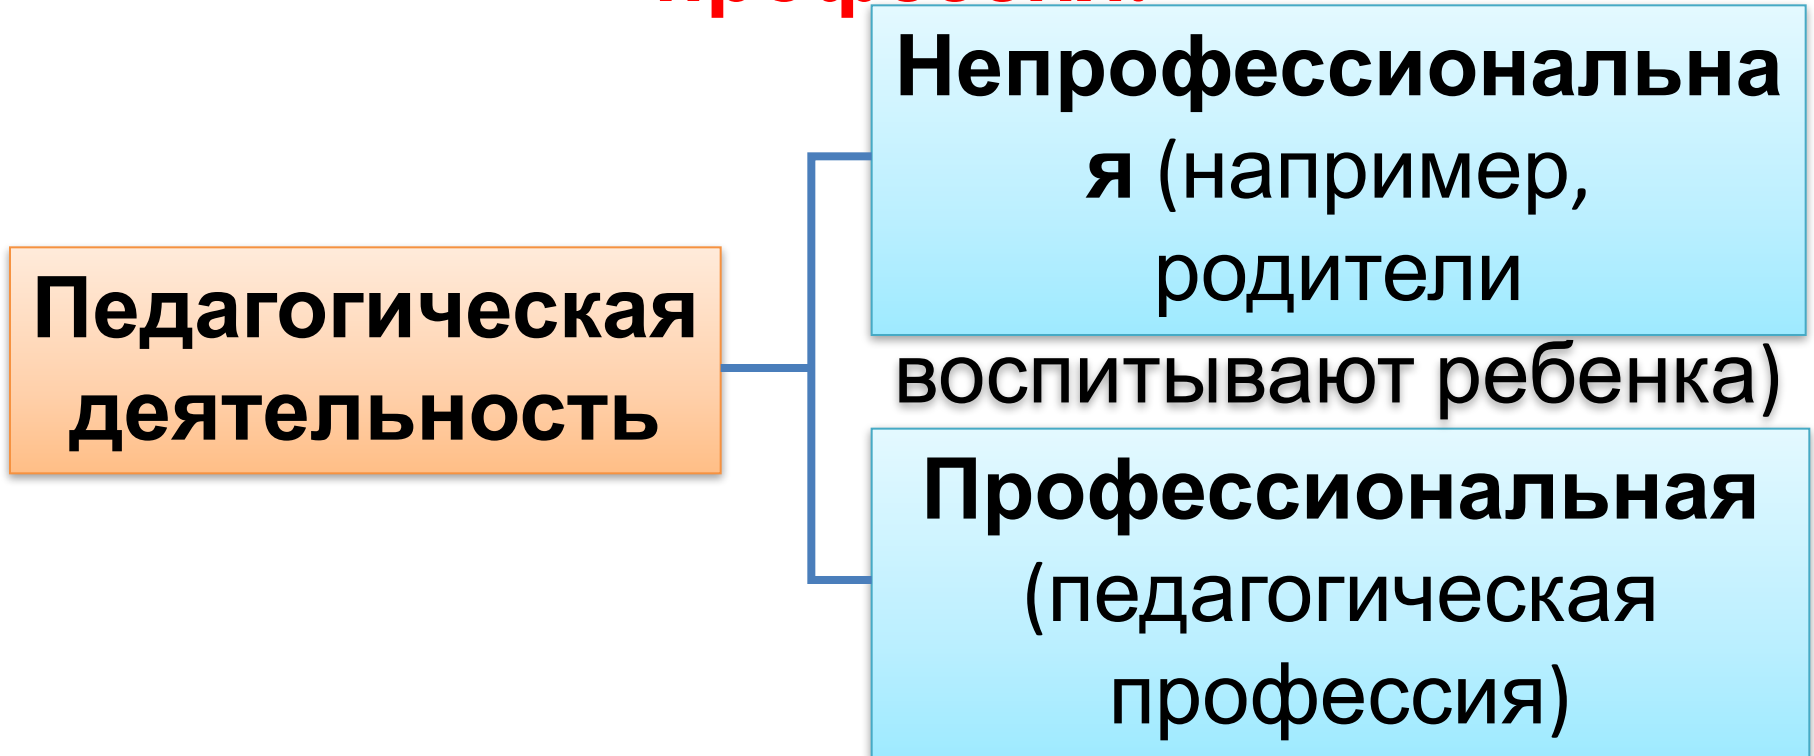 Непрофессиональна
я (например,
родители
воспитывают ребенка)
Педагогическая
деятельность
Профессиональная
(педагогическая
профессия)